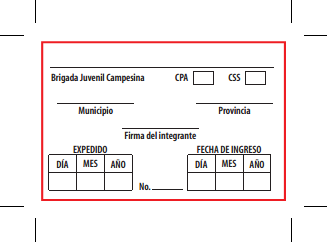 Brigada Juvenil Campesina CPA CSS
Municipio Provincia
Firma del integrante
EXPEDIDO FECHA DE INGRESO
DÍA MES AÑO DÍA MES AÑO
No.